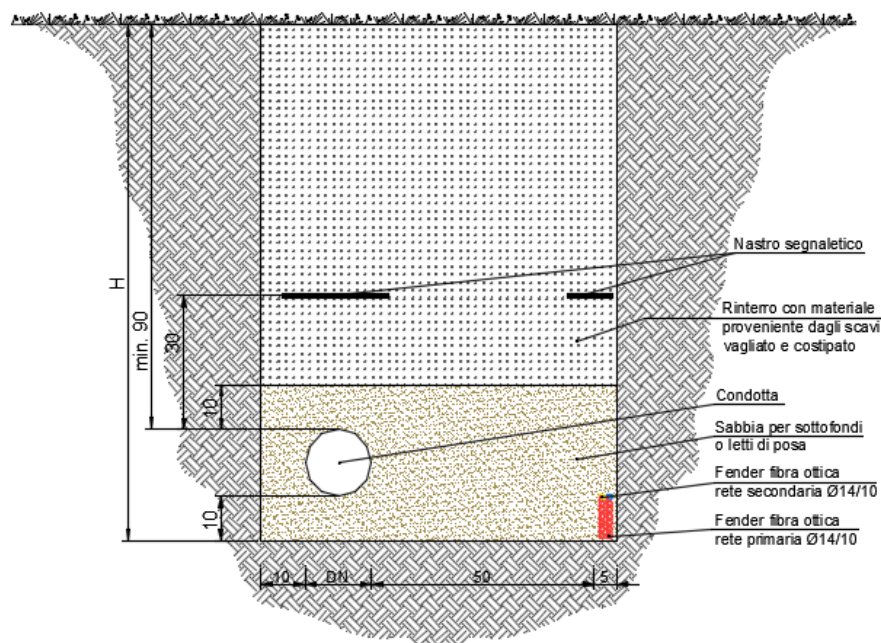 Nastro segnaletico
Rinterro con materiale
proveniente dagli scavi
vagliato e costipato
Condotta
Sabbia per sottofondi
o letti di posa
Fender fibra ottica
rete secondaria Ø14/10
Fender fibra ottica
rete primaria Ø14/10
H
min. 90
30
10
10
10
DN
50
5